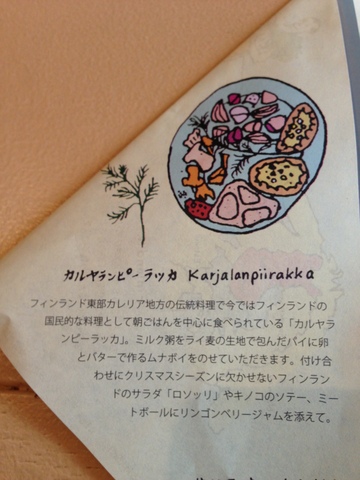 カルヤランピーラッカ Karjalanpiirakka
フィンランド東部カレリア地方の伝統料理で今ではフィンランドの
国民的な料理として朝ごはんを中心に食べられている「カルヤラ
ンピーラッカ」。ミルク粥をライ麦の生地で包んだパイに卵
とバターで作るムナボイをのせていただきます。付け合
わせにクリスマスシーズンに欠かせないフィンラン
ドのサラダ「ロソッリ」やキノコのソテー、ミー
トボールにリンゴンベリージャムを添えて。